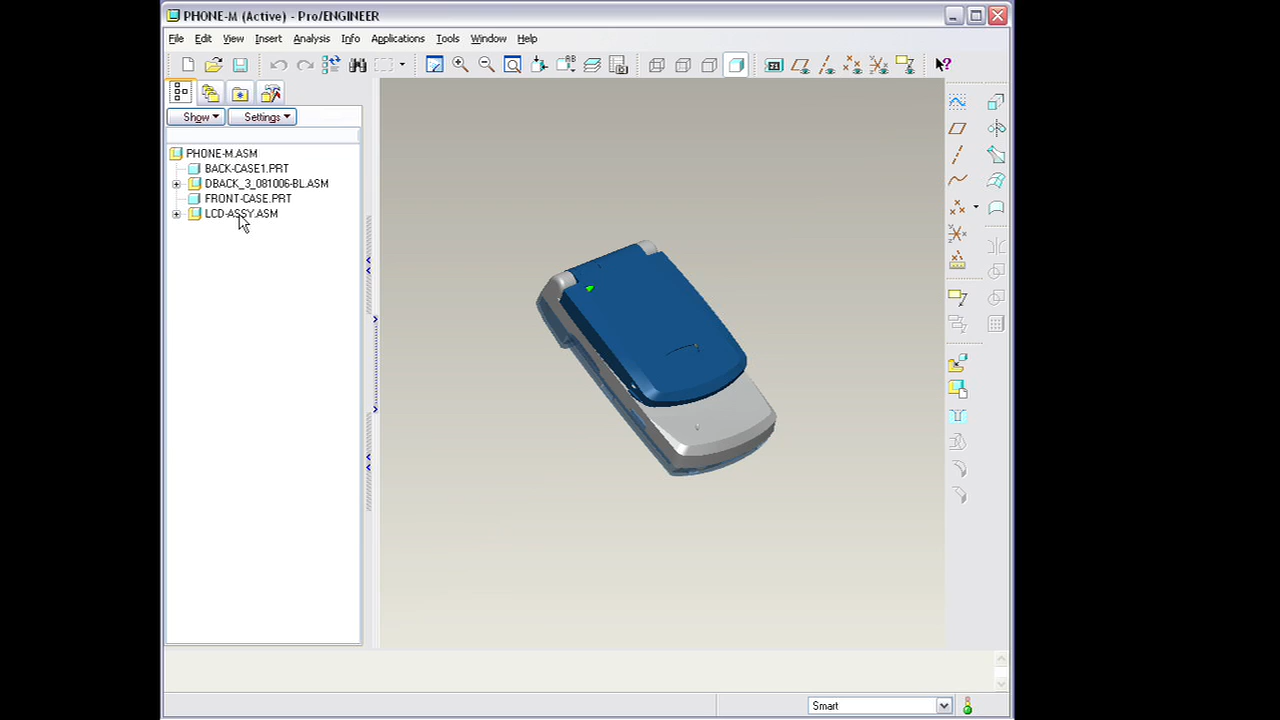 PHONE-M (Active) - Pro/ENGINEER
File Edit View Insert Analysis Info Applications Tools Window Help
Show Settings
PHONE-M.ASM
BACK-CASE1.PRT
DBACK_3_081006-BL.ASM
FRONT-CASE.PRT
LCD-ASSY.ASM
Smart